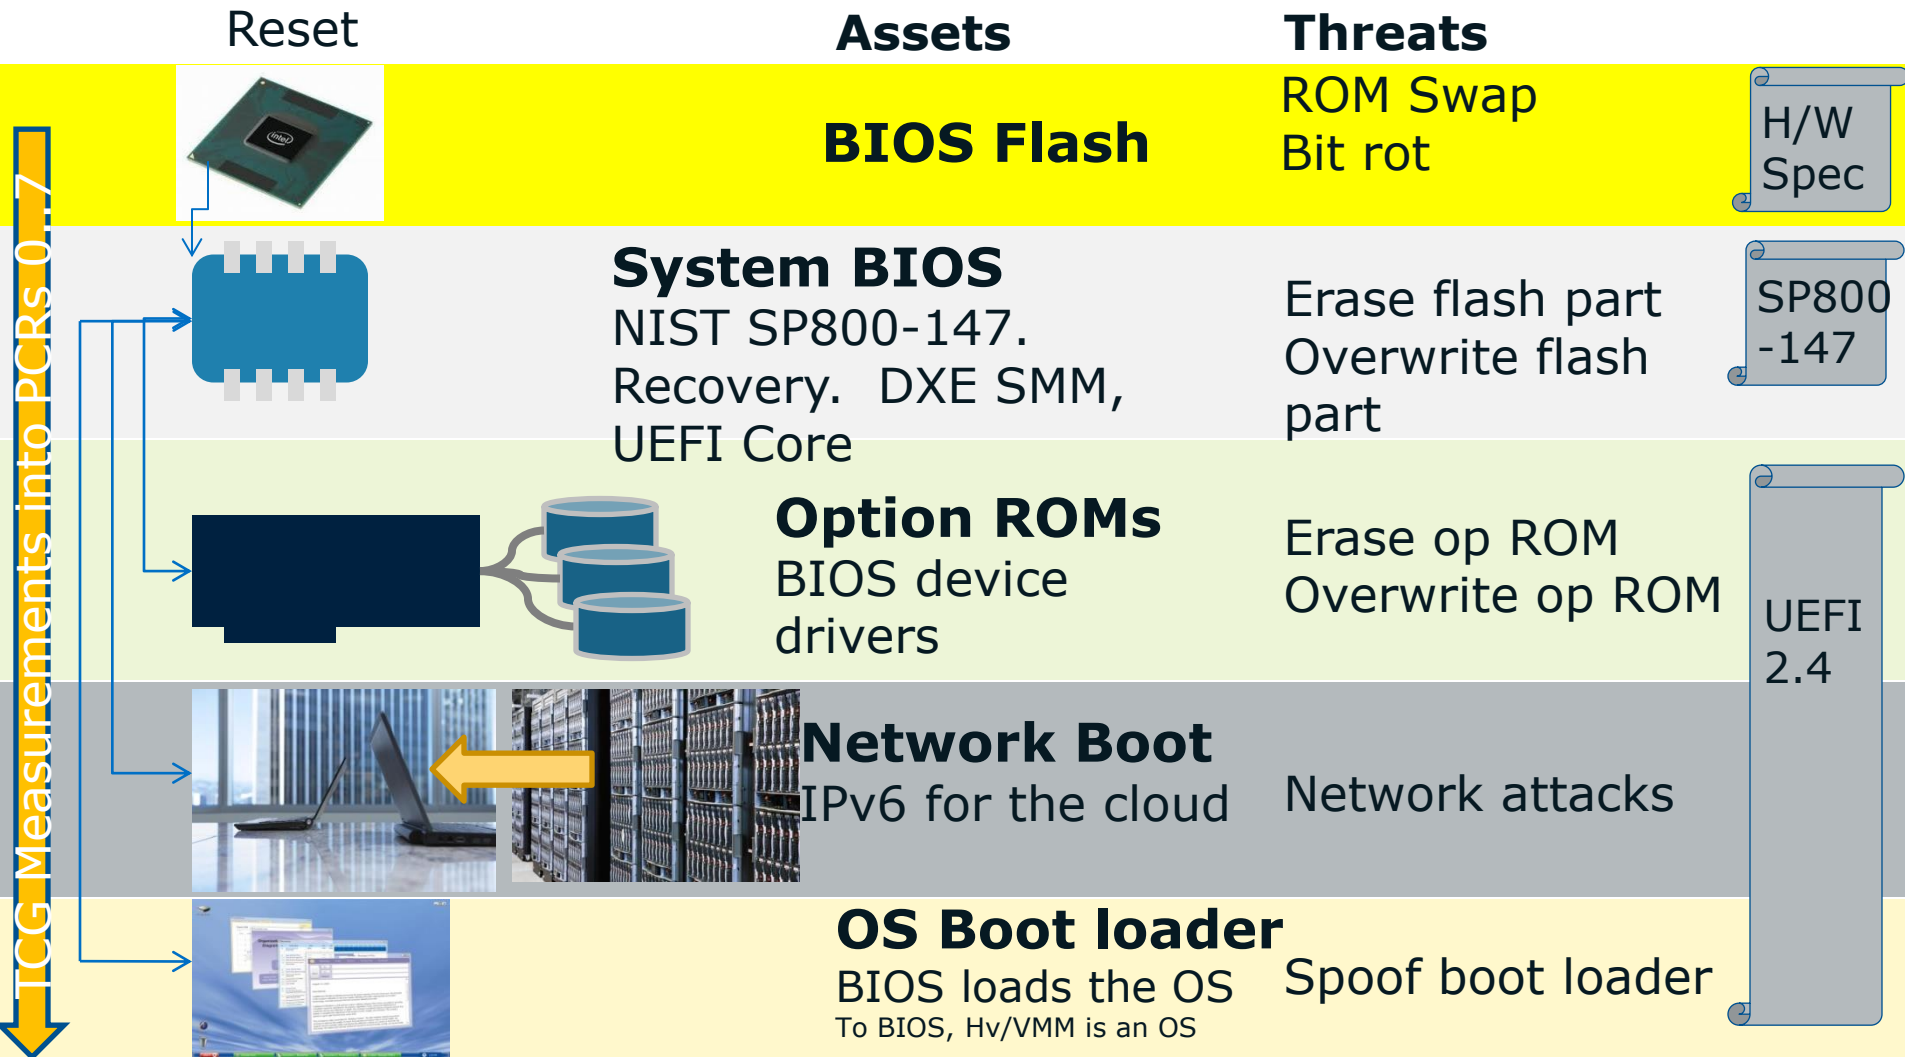 Reset
Assets
Threats
BIOS Flash
ROM Swap
Bit rot
H/W
Spec
intel
System BIOS
NIST SP800-147.
Recovery.  DXE SMM,
UEFI Core
Erase flash part
Overwrite flash
part
SP800
-147
Option ROMs
BIOS device
drivers
Erase op ROM
Overwrite op ROM
UEFI
2.4
Network Boot
IPv6 for the cloud
Network attacks
OS Boot loader
BIOS loads the OS
To BIOS, Hv/VMM is an OS
Spoof boot loader
TCG Measurements into PCRs 0..7